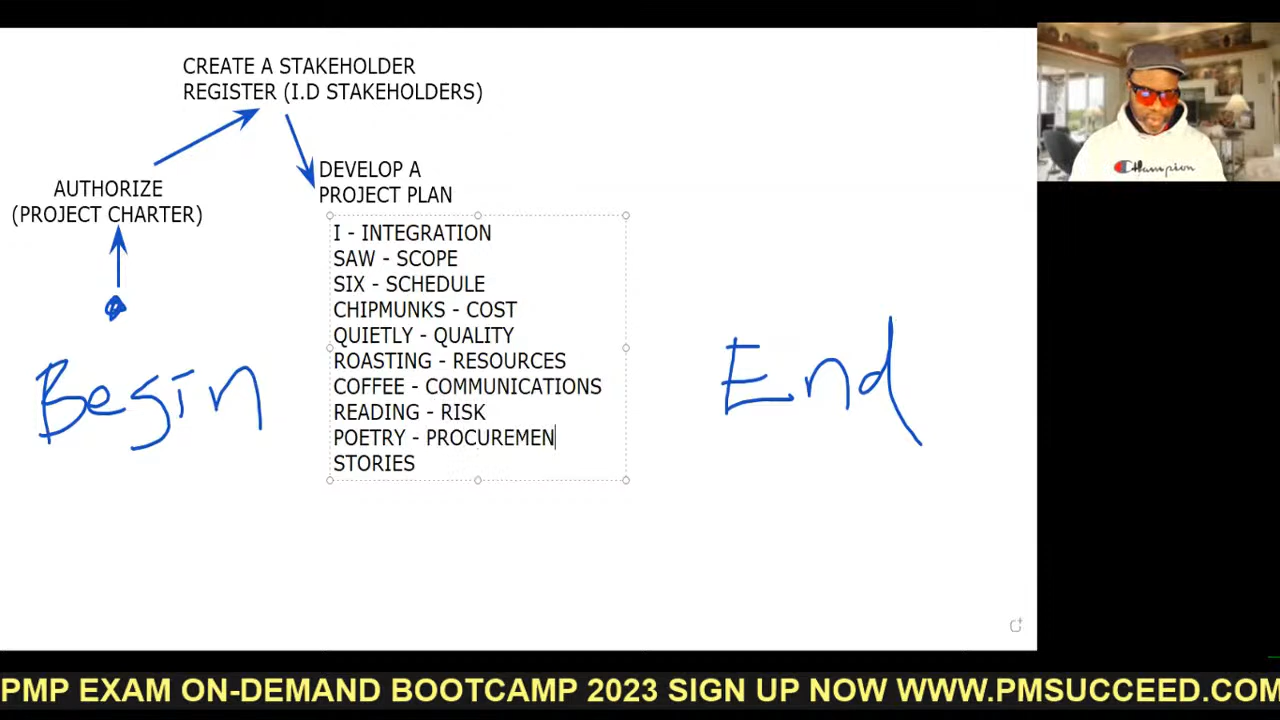 CREATE A STAKEHOLDER
REGISTER (I.D STAKEHOLDERS)
DEVELOP A
PROJECT PLAN
AUTHORIZE
(PROJECT CHARTER)
I - INTEGRATION
SAW - SCOPE
SIX - SCHEDULE
CHIPMUNKS - COST
QUIETLY - QUALITY
ROASTING - RESOURCES
COFFEE - COMMUNICATIONS
READING - RISK
POETRY - PROCUREMEN
STORIES
Begin
End
Champion
PMP EXAM ON-DEMAND BOOTCAMP 2023 SIGN UP NOW WWW.PMSUCCEED.COM